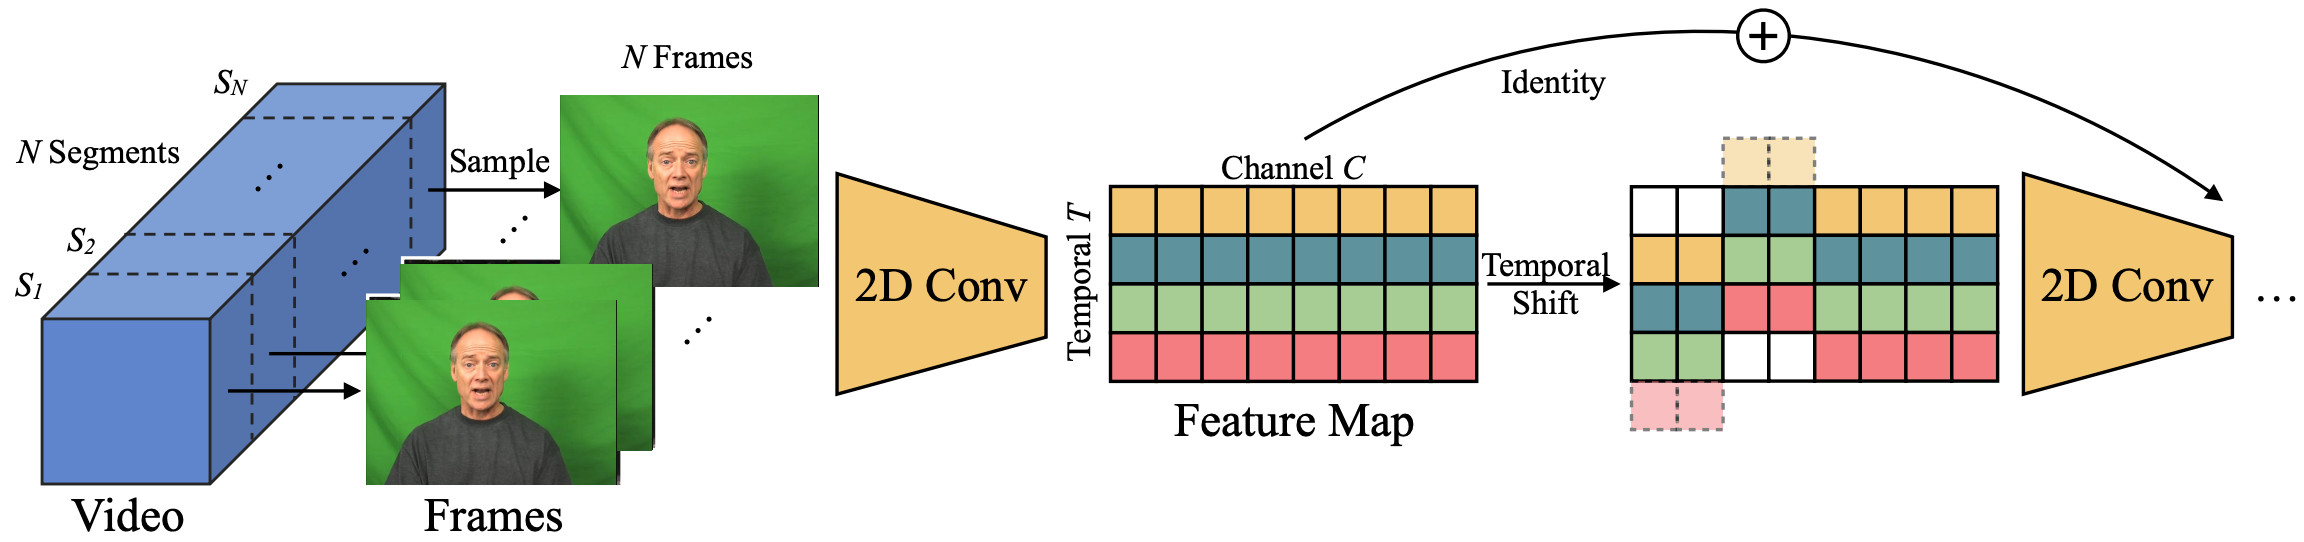 N Segments
S_N
S_2
S_1
Video
Sample
N Frames
Frames
2D Conv
Channel C
Temporal T
Feature Map
Identity
+
Temporal
Shift
2D Conv
...